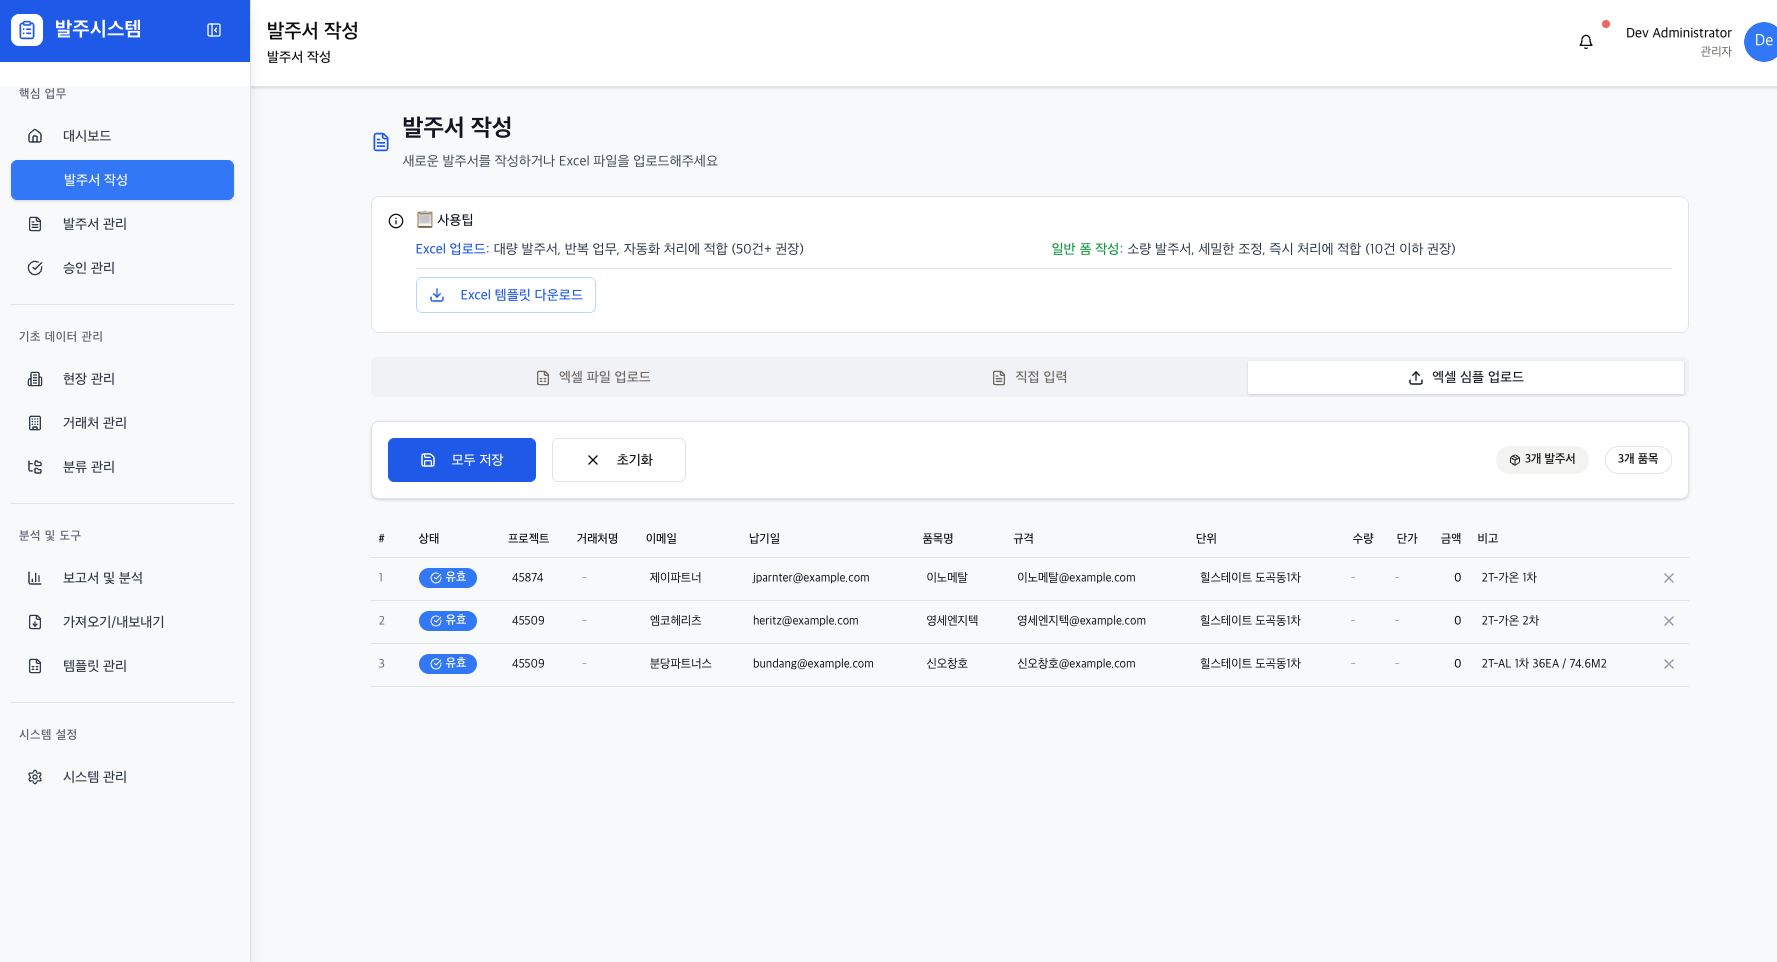 발주시스템
핵심 업무
대시보드
발주서 작성
발주서 관리
승인 관리
기초 데이터 관리
현장 관리
거래처 관리
분류 관리
분석 및 도구
보고서 및 분석
가져오기/내보내기
템플릿 관리
시스템 설정
시스템 관리
발주서 작성
발주서 작성
Dev Administrator
관리자
De
발주서 작성
새로운 발주서를 작성하거나 Excel 파일을 업로드해주세요
사용팁
Excel 업로드: 대량 발주서, 반복 업무, 자동화 처리에 적합 (50건+ 권장)
일반 폼 작성: 소량 발주서, 세밀한 조정, 즉시 처리에 적합 (10건 이하 권장)
Excel 템플릿 다운로드
엑셀 파일 업로드
직접 입력
엑셀 심플 업로드
모두 저장
초기화
3개 발주서
3개 품목
# 상태 프로젝트 거래처명 이메일 납기일 품목명 규격 단위 수량 단가 금액 비고
1 유효 45874 - 제이파트너 jparnter@example.com 이노메탈 이노메탈@example.com 힐스테이트 도곡동1차 - - 0 2T-가온 1차
2 유효 45509 - 엠코헤리츠 heritz@example.com 영세엔지텍 영세엔지텍@example.com 힐스테이트 도곡동1차 - - 0 2T-가온 2차
3 유효 45509 - 분당파트너스 bundang@example.com 신오창호 신오창호@example.com 힐스테이트 도곡동1차 - - 0 2T-AL 1차 36EA / 74.6M2